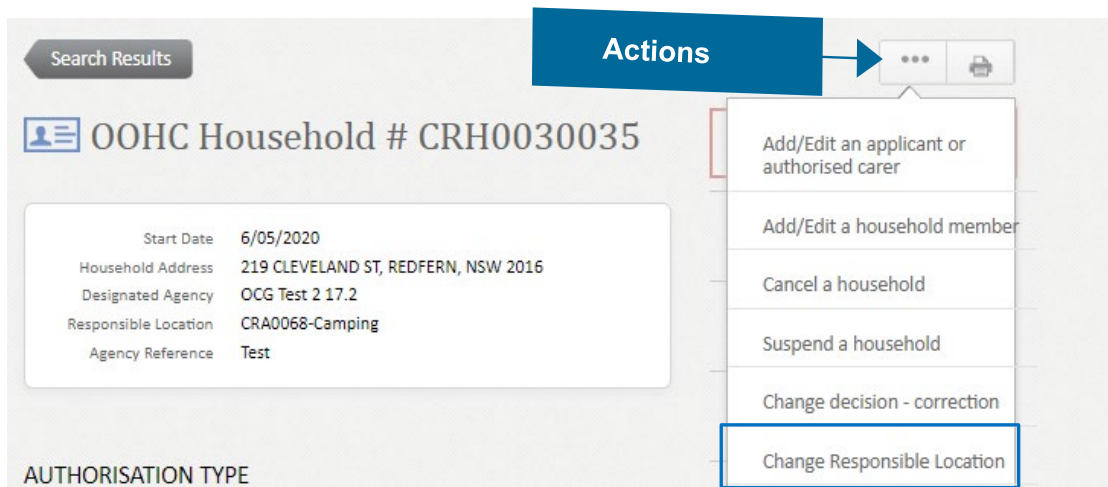 Search Results
Actions
OOHC Household # CRH0030035
Start Date 6/05/2020
Household Address 219 CLEVELAND ST, REDFERN, NSW 2016
Designated Agency OCG Test 2 17.2
Responsible Location CRA0068-Camping
Agency Reference Test
AUTHORISATION TYPE
Add/Edit an applicant or
authorised carer
Add/Edit a household member
Cancel a household
Suspend a household
Change decision - correction
Change Responsible Location